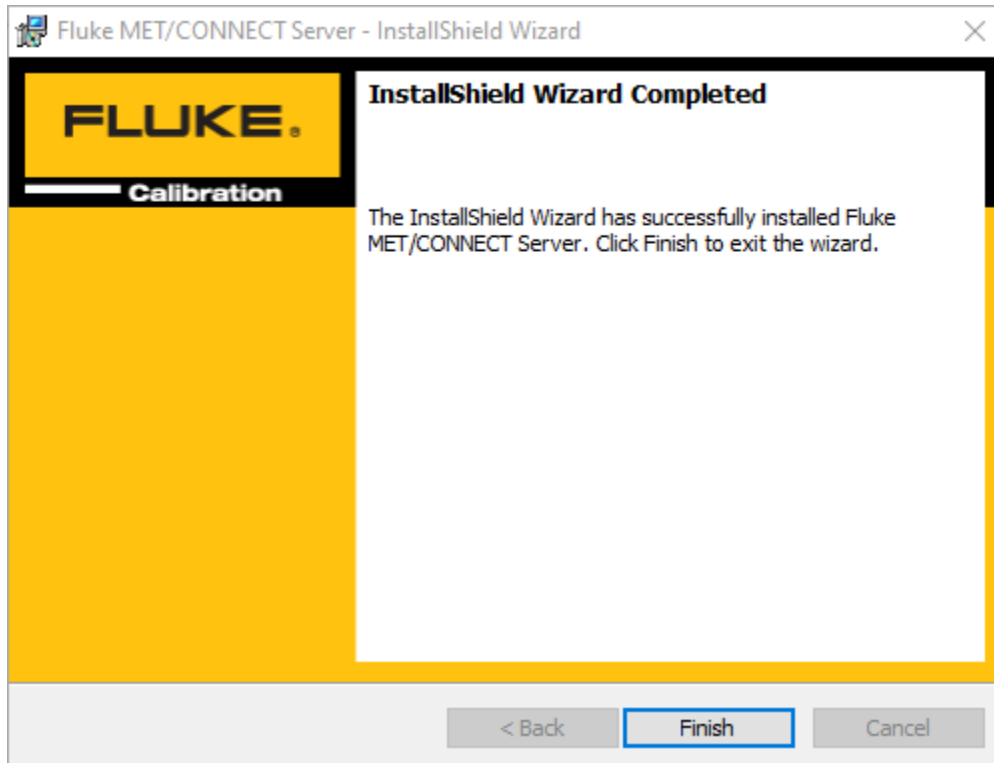 Fluke MET/CONNECT Server - InstallShield Wizard
FLUKE®
Calibration
InstallShield Wizard Completed
The InstallShield Wizard has successfully installed Fluke
MET/CONNECT Server. Click Finish to exit the wizard.
< Back
Finish
Cancel